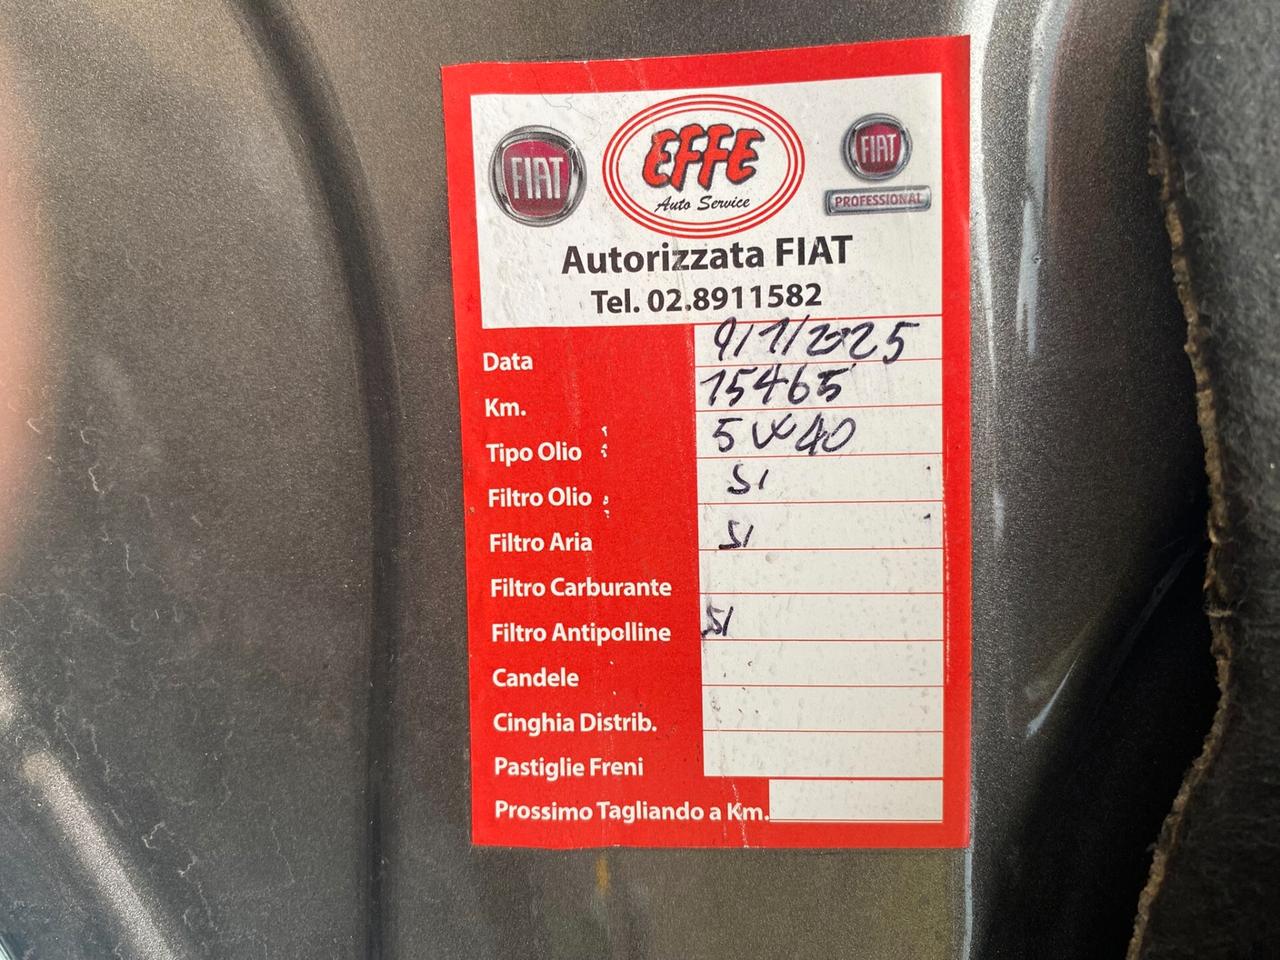 FIAT
EFFE
Auto Service
FIAT
PROFESSIONAL
Autorizzata FIAT
Tel. 02.8911582
Data 9/1/2025
Km. 15465
Tipo Olio 5W40
Filtro Olio SI
Filtro Aria SI
Filtro Carburante
Filtro Antipolline SI
Candele
Cinghia Distrib.
Pastiglie Freni
Prossimo Tagliando a Km.